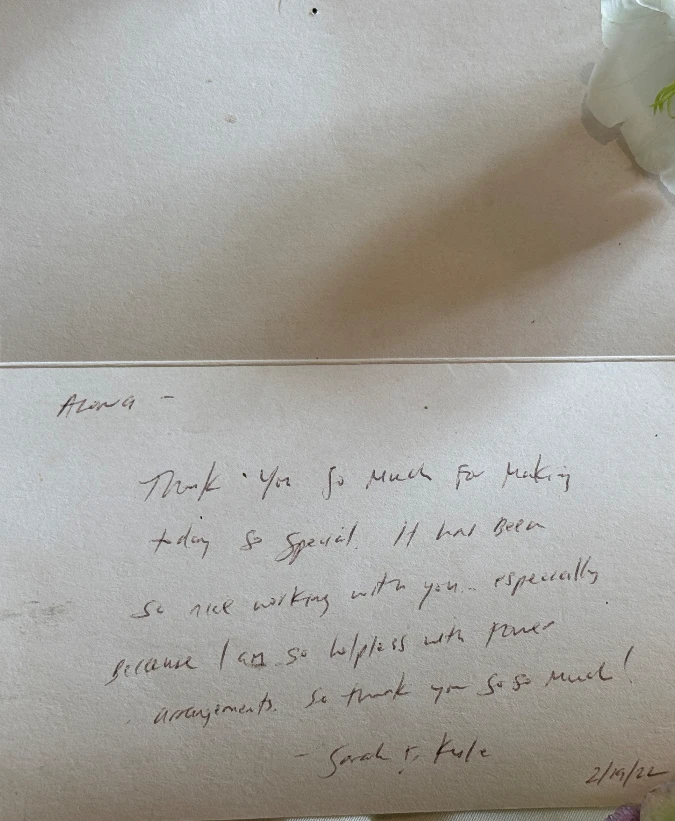 Alona -
Thank You So Much For Making
today So Special. It has Been
So nice working with you.. especially
Because I am so helpless with flower
arrangements. So thank you So So Much!
- Sarah & Kyle
2/19/22